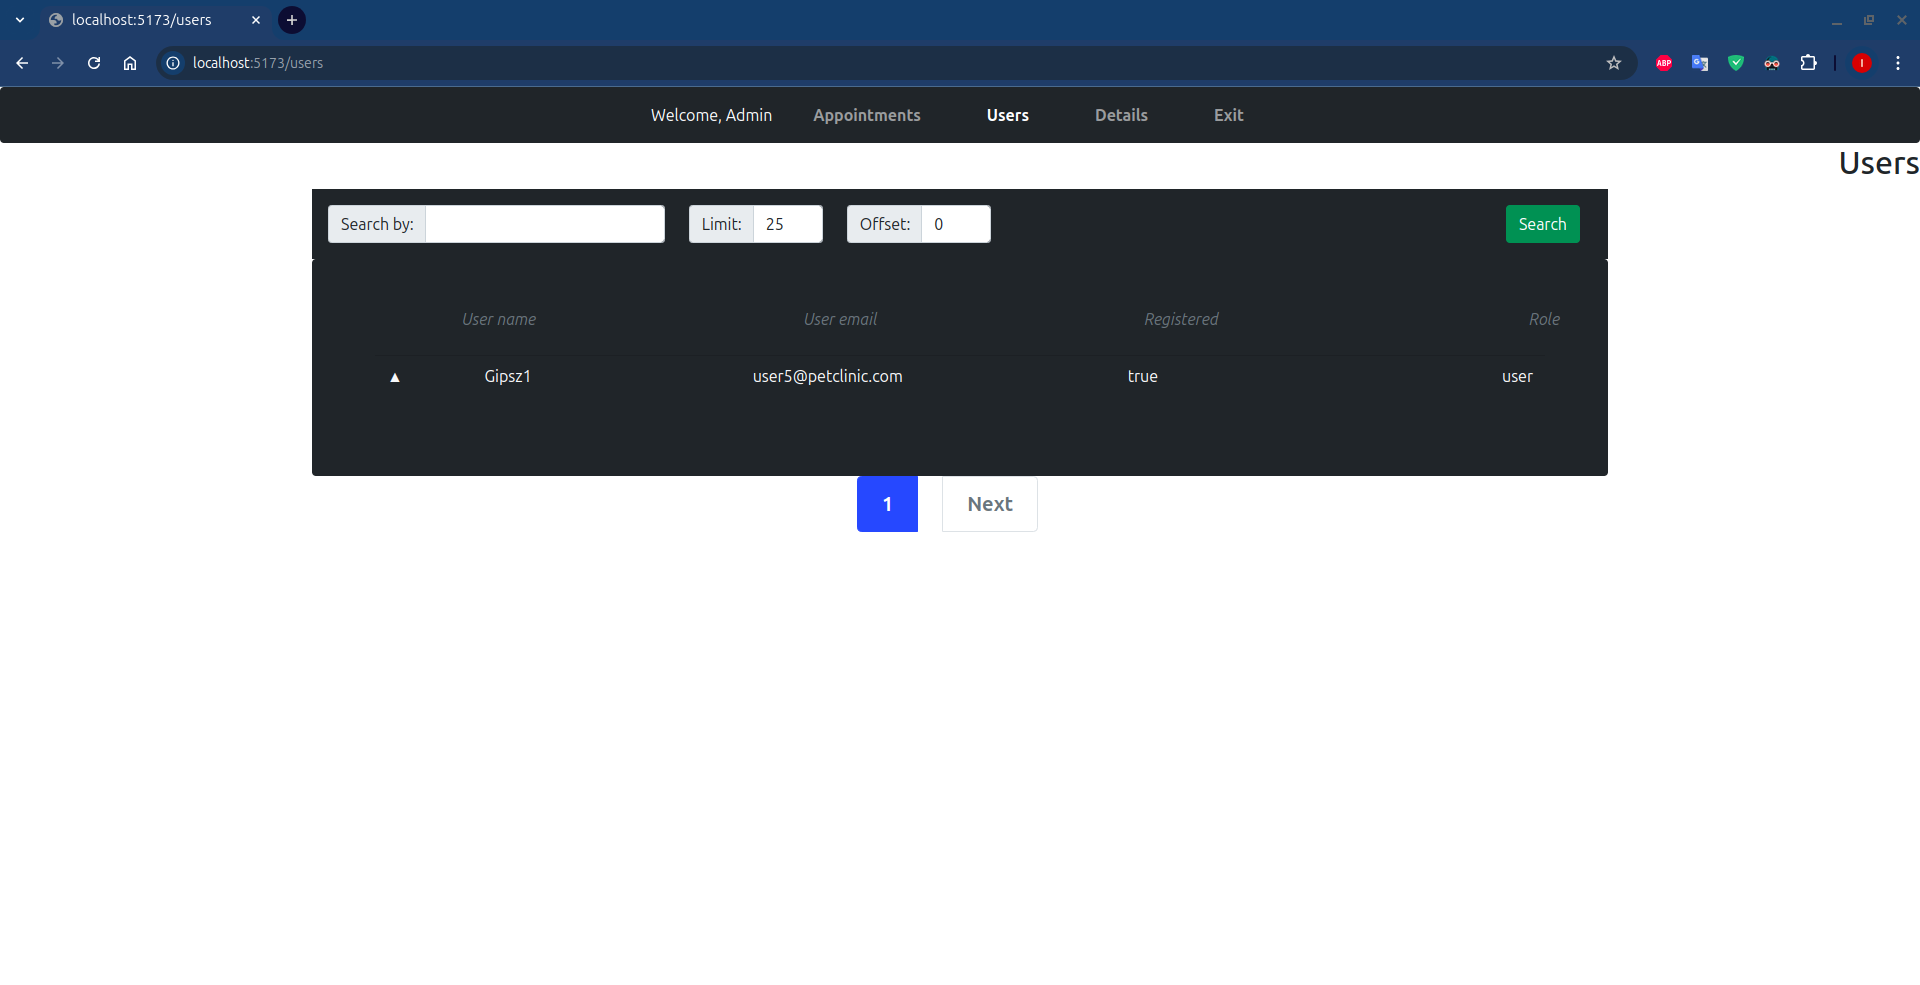 localhost:5173/users
localhost:5173/users
ABP
G
I
Welcome, Admin Appointments Users Details Exit
Users
Search by: Limit: 25 Offset: 0 Search
User name User email Registered Role
▲ Gipsz1 user5@petclinic.com true user
1 Next